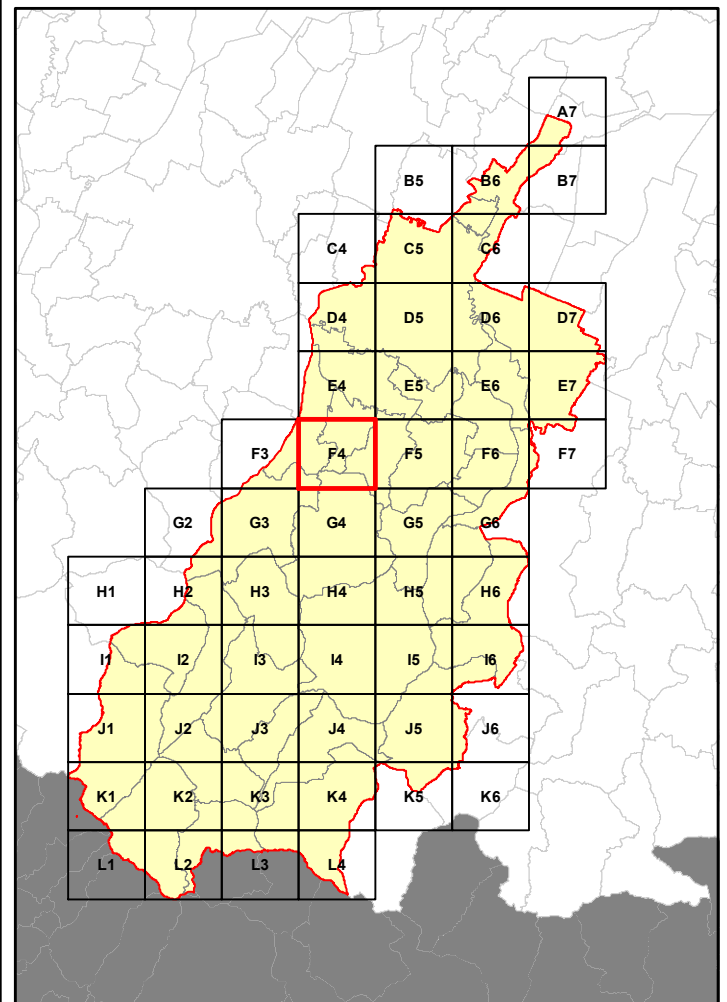 A7
B5 B6 B7
C4 C5 C6
D4 D5 D6 D7
E4 E5 E6 E7
F3 F4 F5 F6 F7
G2 G3 G4 G5 G6
H1 H2 H3 H4 H5 H6
I1 I2 I3 I4 I5 I6
J1 J2 J3 J4 J5 J6
K1 K2 K3 K4 K5 K6
L1 L2 L3 L4